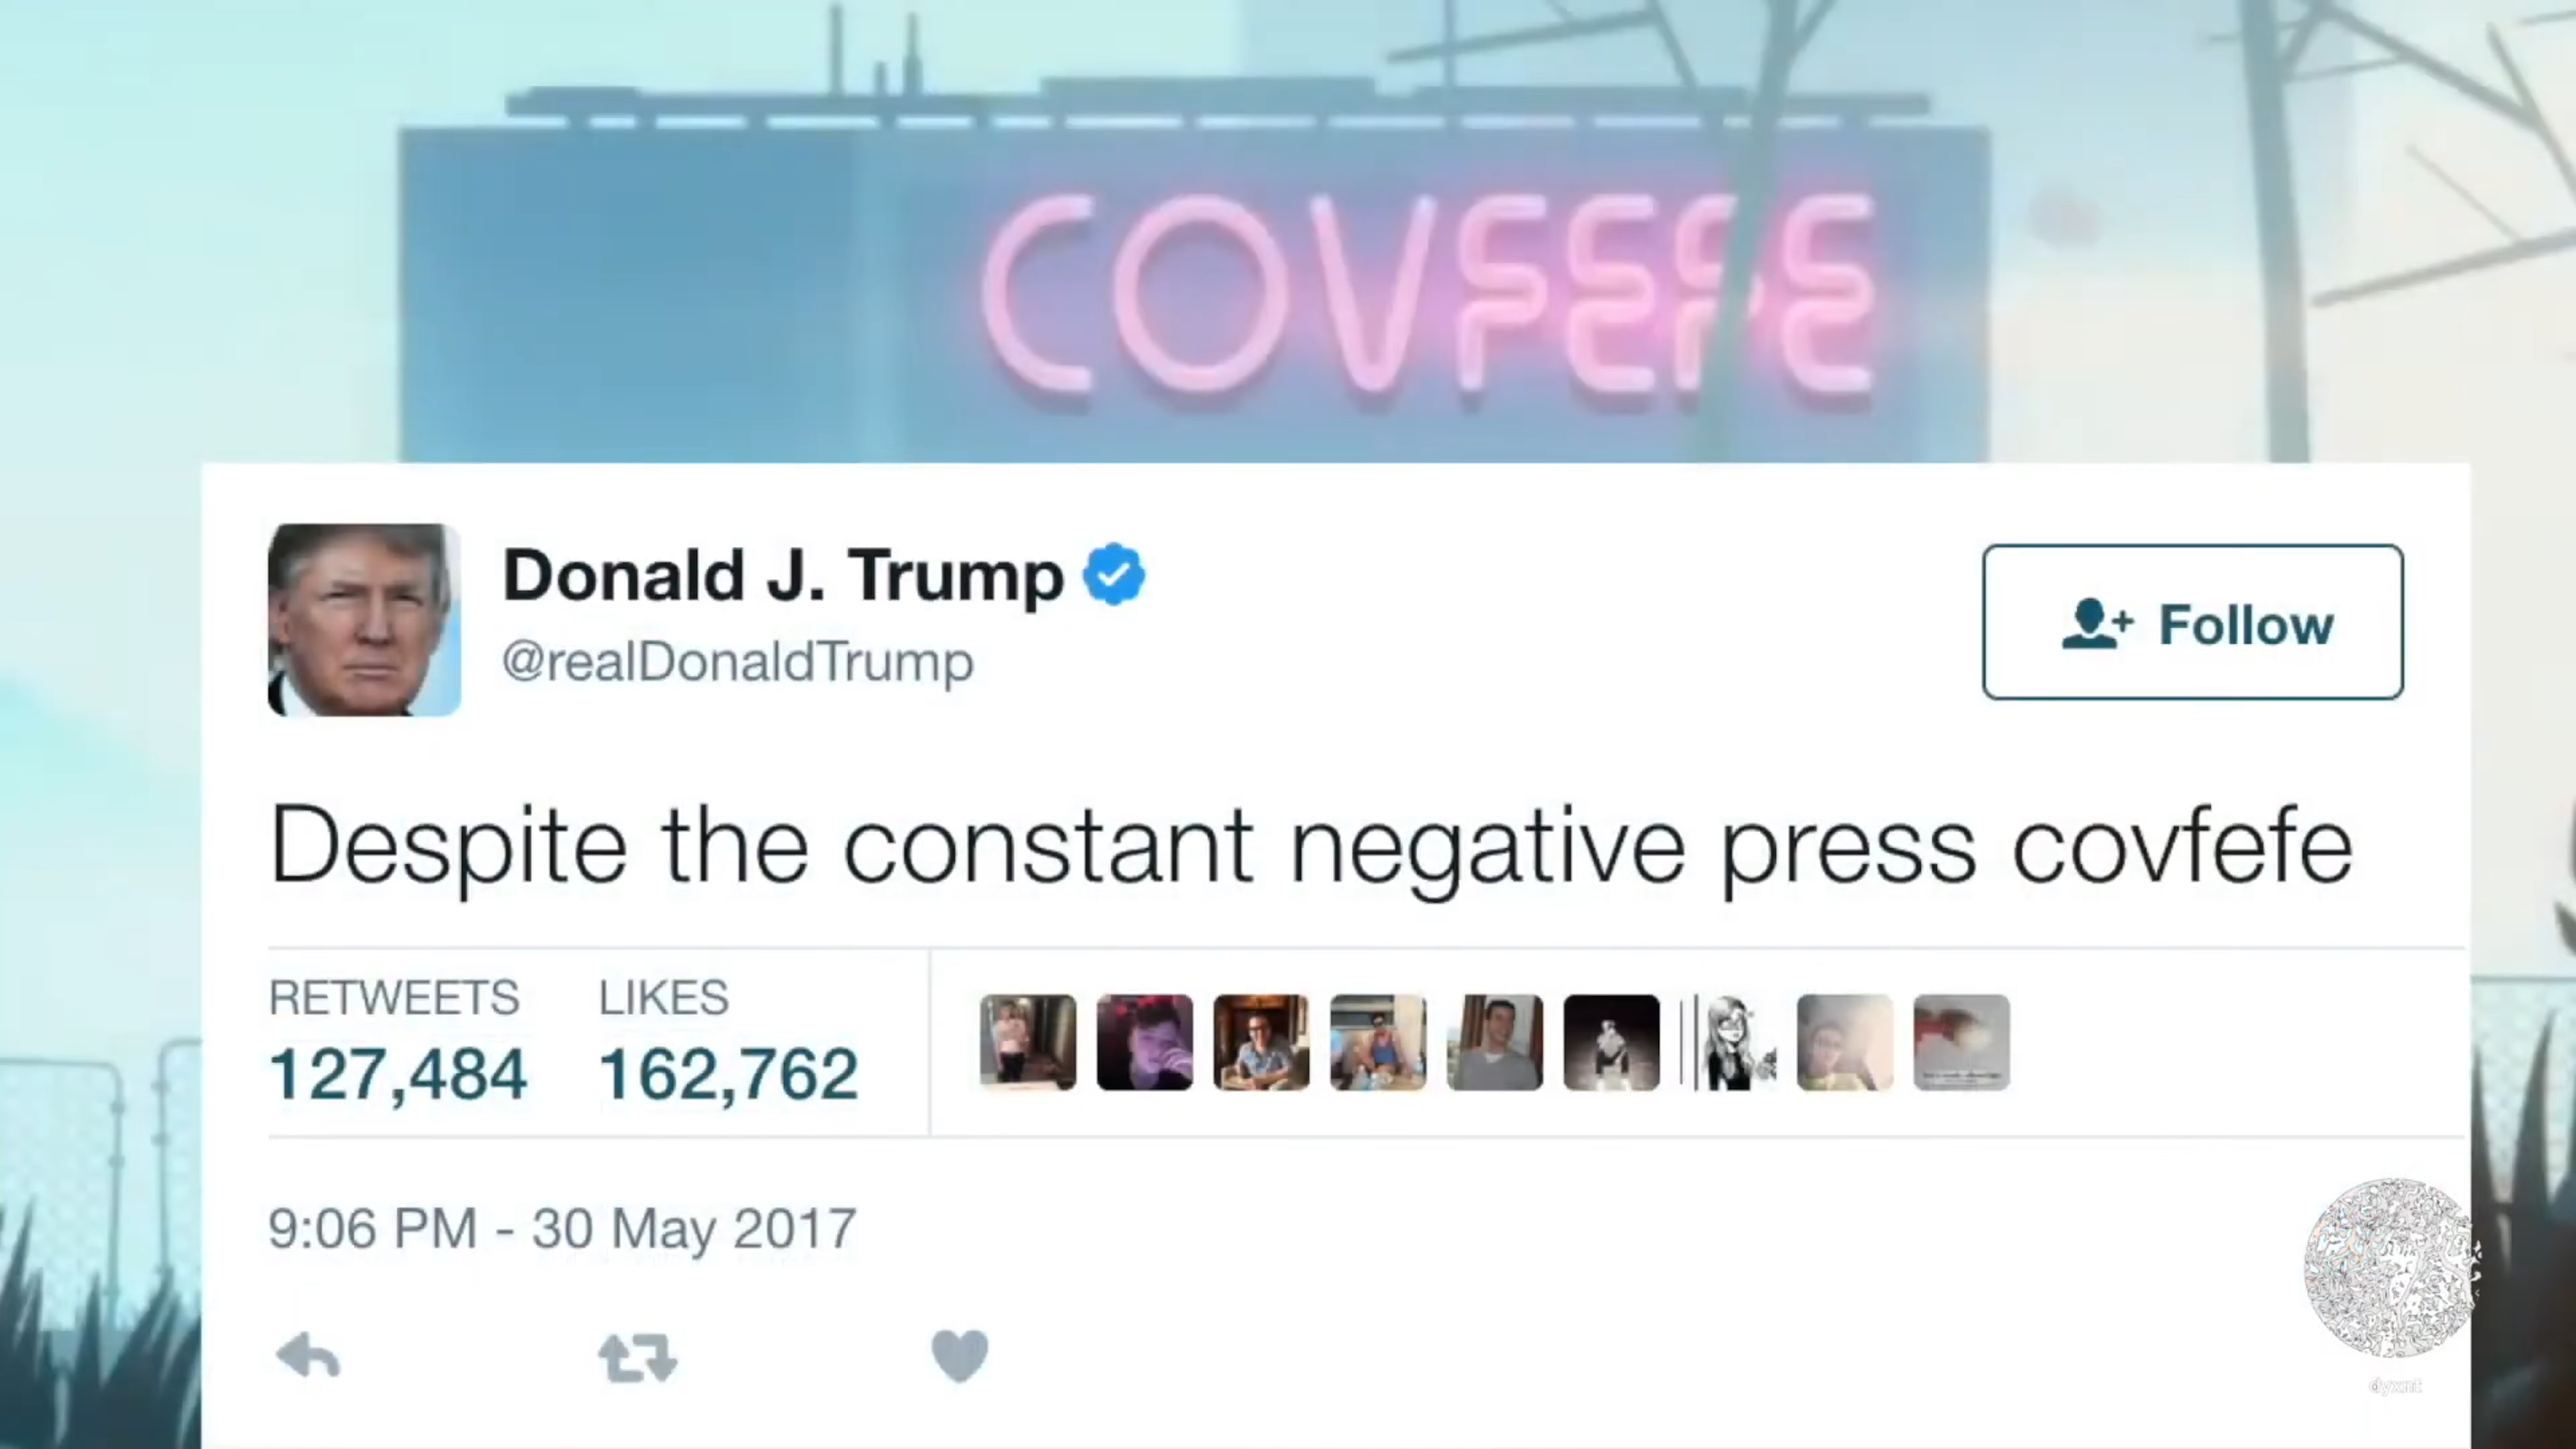 COVFEFE
Donald J. Trump
@realDonaldTrump
Follow
Despite the constant negative press covfefe
RETWEETS LIKES
127,484 162,762
9:06 PM - 30 May 2017
dyxnt